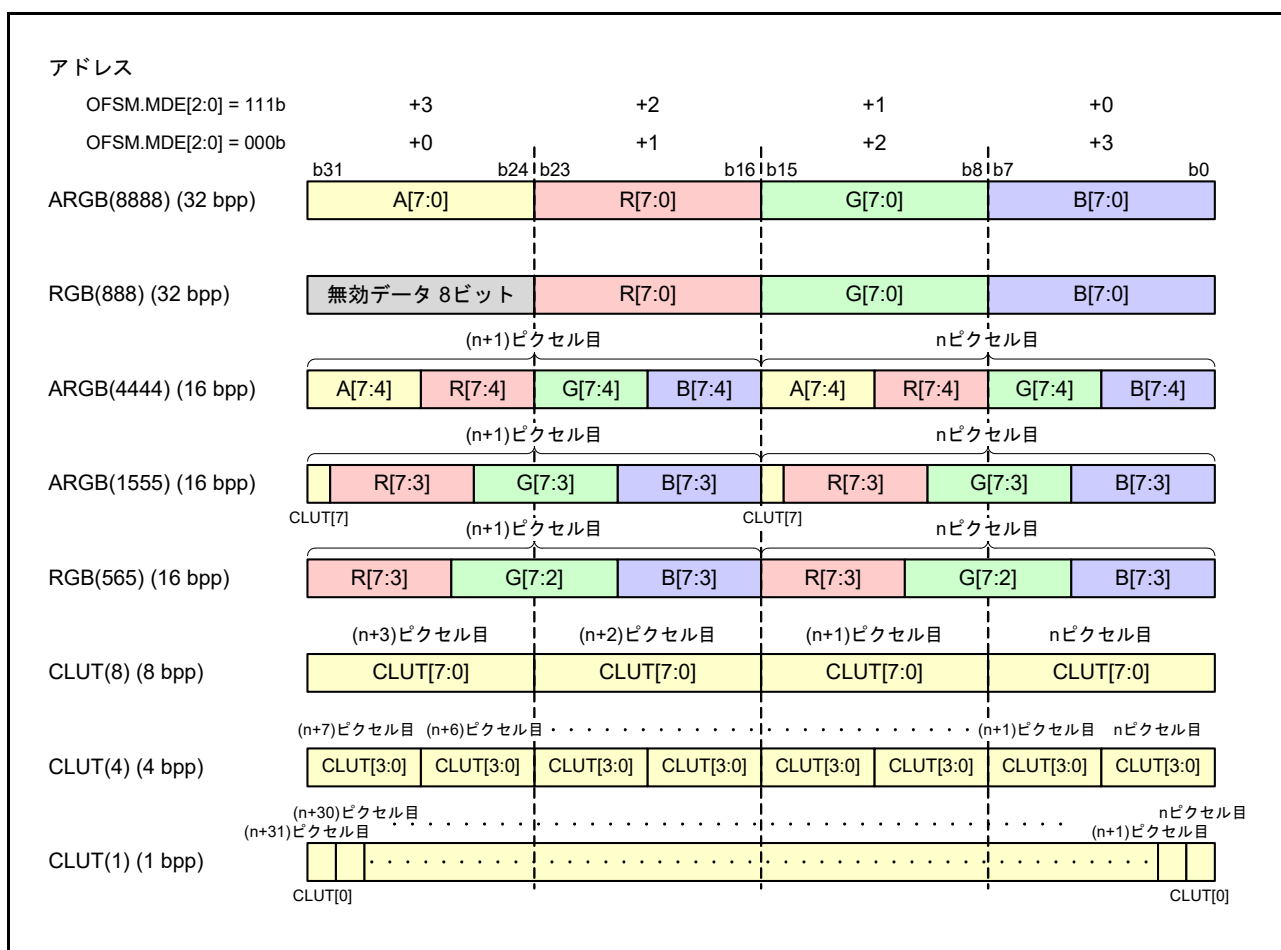 アドレス
OFSM.MDE[2:0] = 111b +3 +2 +1 +0
OFSM.MDE[2:0] = 000b +0 +1 +2 +3
b31 b24 b23 b16 b15 b8 b7 b0
ARGB(8888) (32 bpp) A[7:0] R[7:0] G[7:0] B[7:0]
RGB(888) (32 bpp) 無効データ 8ビット R[7:0] G[7:0] B[7:0]
(n+1)ピクセル目 nピクセル目
ARGB(4444) (16 bpp) A[7:4] R[7:4] G[7:4] B[7:4] A[7:4] R[7:4] G[7:4] B[7:4]
(n+1)ピクセル目 nピクセル目
ARGB(1555) (16 bpp) R[7:3] G[7:3] B[7:3] R[7:3] G[7:3] B[7:3]
CLUT[7] CLUT[7]
(n+1)ピクセル目 nピクセル目
RGB(565) (16 bpp) R[7:3] G[7:2] B[7:3] R[7:3] G[7:2] B[7:3]
(n+3)ピクセル目 (n+2)ピクセル目 (n+1)ピクセル目 nピクセル目
CLUT(8) (8 bpp) CLUT[7:0] CLUT[7:0] CLUT[7:0] CLUT[7:0]
(n+7)ピクセル目 (n+6)ピクセル目 (n+1)ピクセル目 nピクセル目
CLUT(4) (4 bpp) CLUT[3:0] CLUT[3:0] CLUT[3:0] CLUT[3:0] CLUT[3:0] CLUT[3:0] CLUT[3:0] CLUT[3:0]
(n+30)ピクセル目 nピクセル目
(n+31)ピクセル目 (n+1)ピクセル目
CLUT(1) (1 bpp)
CLUT[0] CLUT[0]